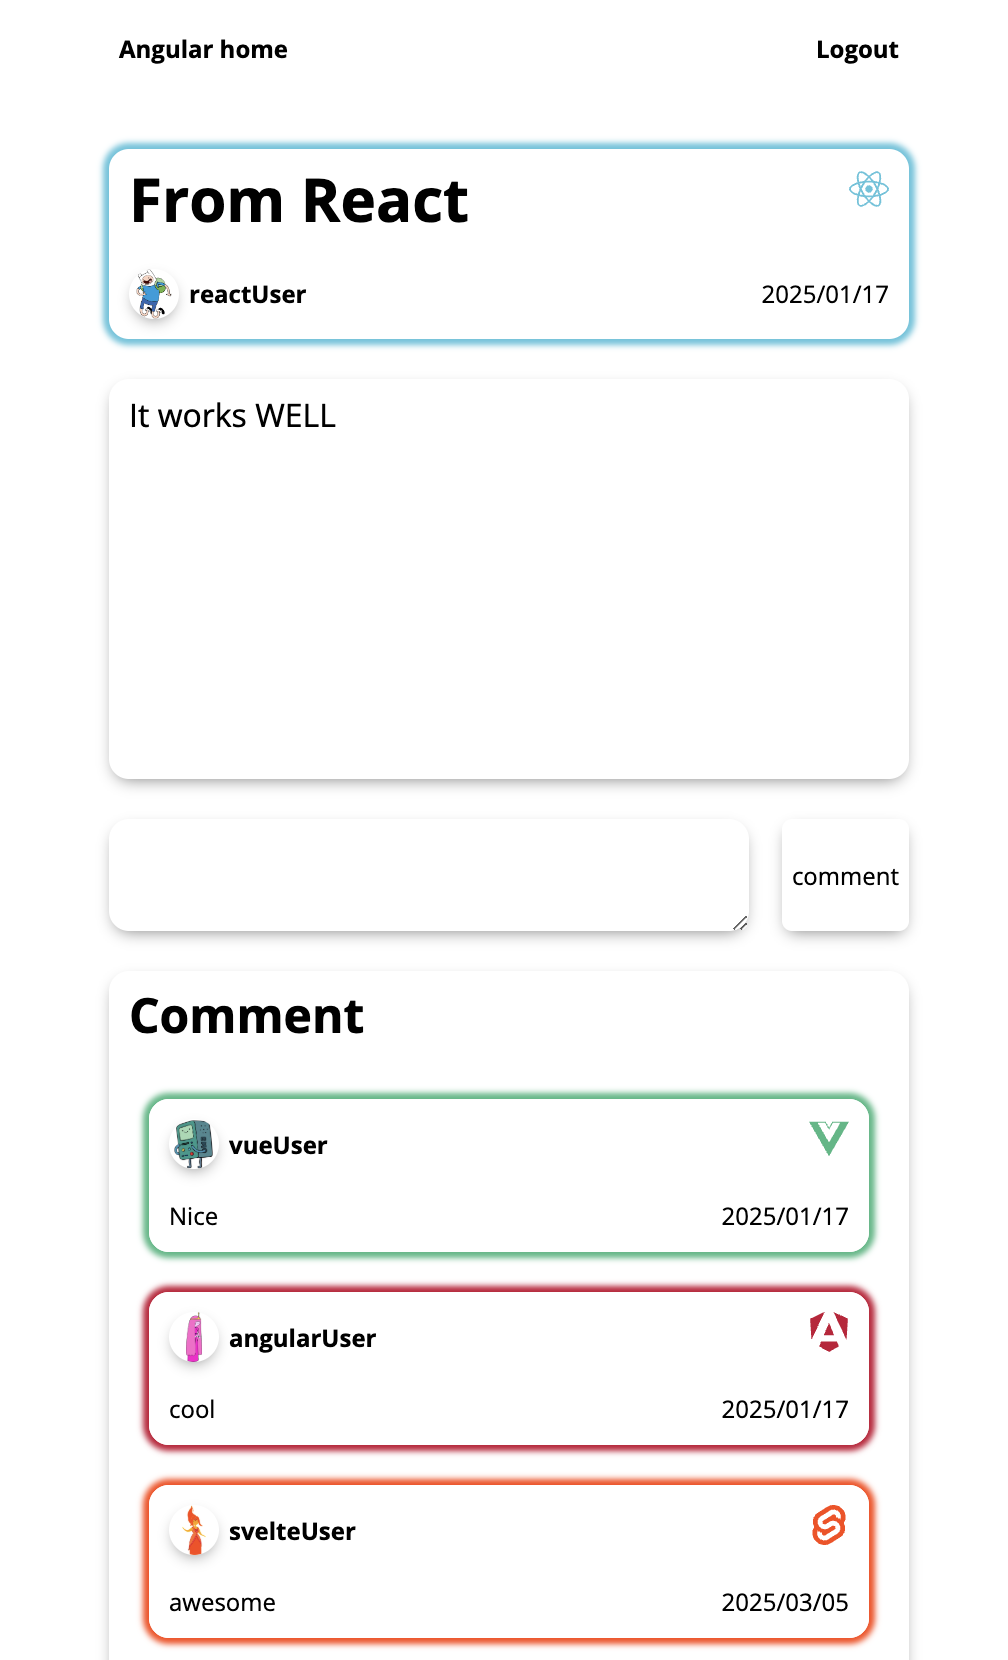 Angular home Logout
From React
reactUser 2025/01/17
It works WELL
comment
Comment
vueUser
Nice 2025/01/17
angularUser
cool 2025/01/17
svelteUser
awesome 2025/03/05